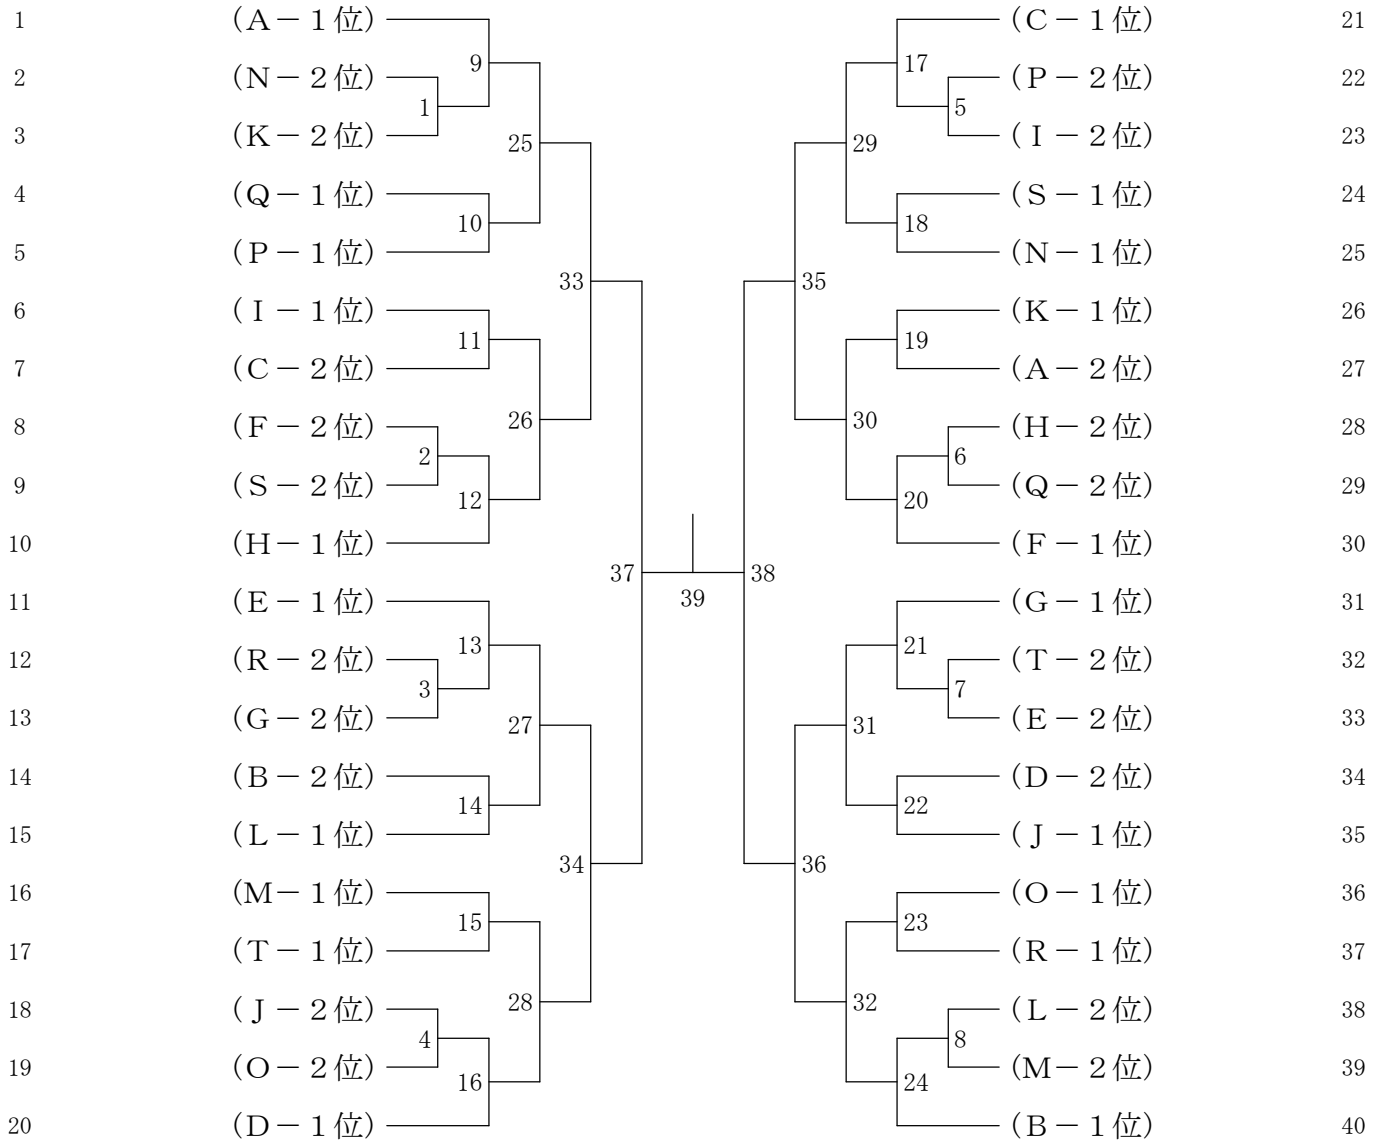 1 （Ａ－１位） （Ｃ－１位） 21
9 17
2 （Ｎ－２位） （Ｐ－２位） 22
1 5
3 （Ｋ－２位） 25 29 （Ｉ－２位） 23
4 （Ｑ－１位） （Ｓ－１位） 24
10 18
5 （Ｐ－１位） （Ｎ－１位） 25
33 35
6 （Ｉ－１位） （Ｋ－１位） 26
11 19
7 （Ｃ－２位） （Ａ－２位） 27
8 （Ｆ－２位） 26 30 （Ｈ－２位） 28
2 6
9 （Ｓ－２位） （Ｑ－２位） 29
12 20
10 （Ｈ－１位） （Ｆ－１位） 30
37 38
39
11 （Ｅ－１位） （Ｇ－１位） 31
13 21
12 （Ｒ－２位） （Ｔ－２位） 32
3 7
13 （Ｇ－２位） 27 31 （Ｅ－２位） 33
14 （Ｂ－２位） （Ｄ－２位） 34
14 22
15 （Ｌ－１位） （Ｊ－１位） 35
34 36
16 （Ｍ－１位） （Ｏ－１位） 36
15 23
17 （Ｔ－１位） （Ｒ－１位） 37
18 （Ｊ－２位） 28 32 （Ｌ－２位） 38
4 8
19 （Ｏ－２位） （Ｍ－２位） 39
16 24
20 （Ｄ－１位） （Ｂ－１位） 40